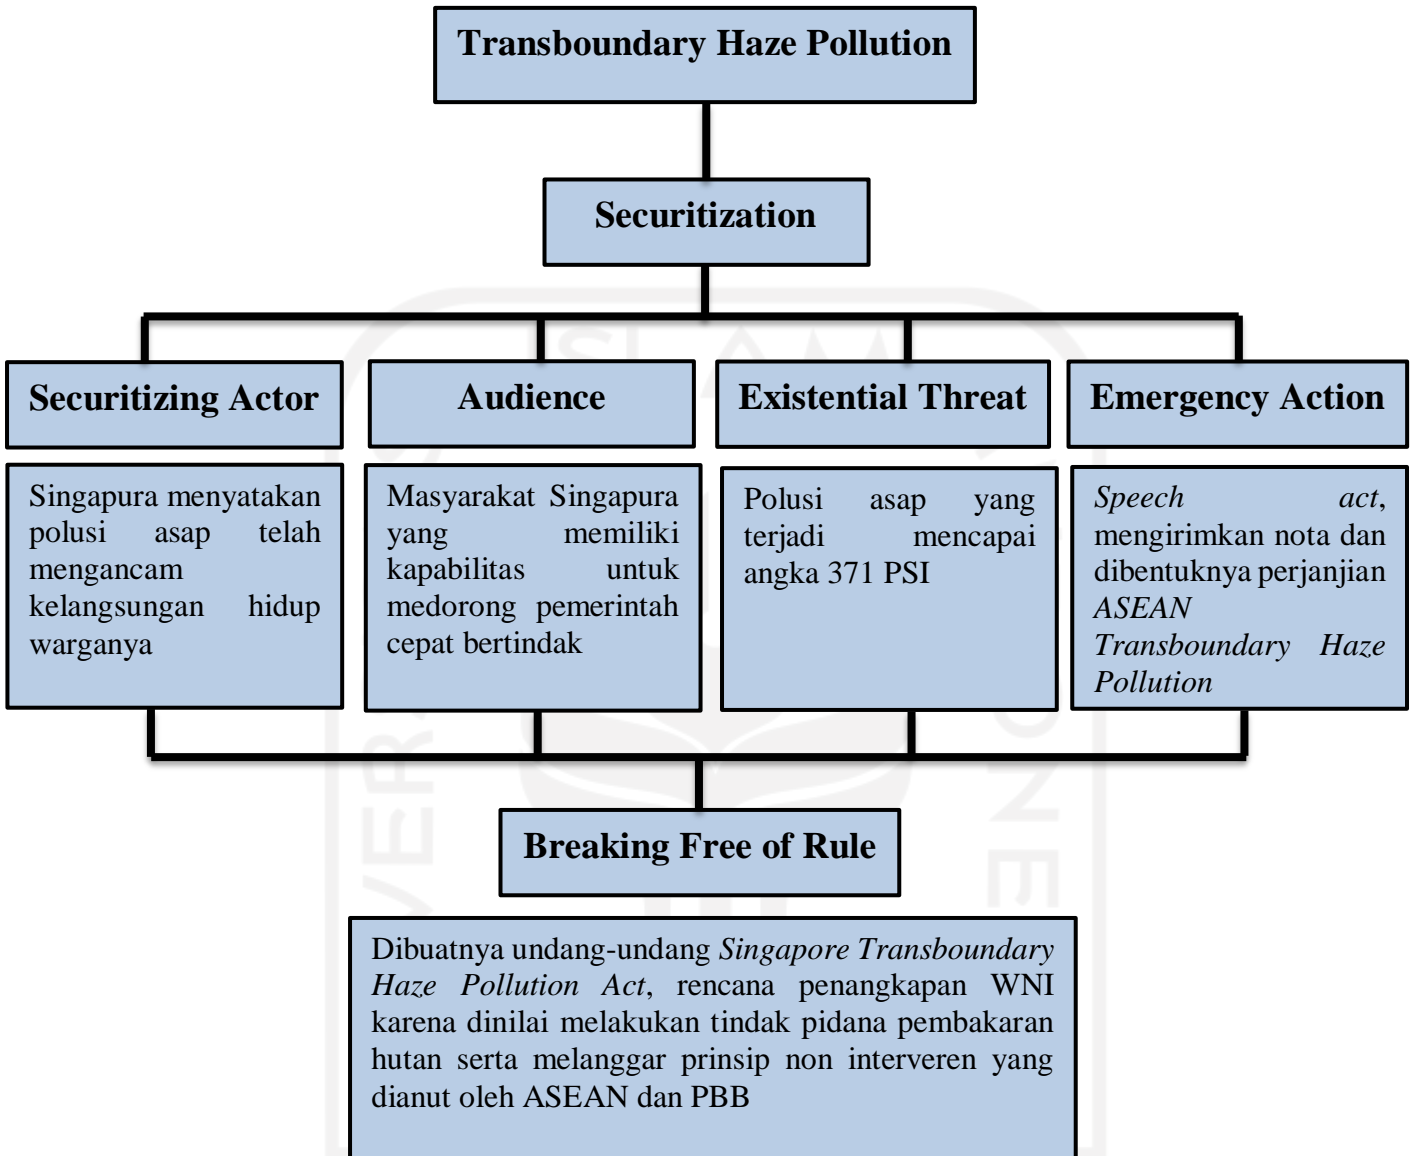 Transboundary Haze Pollution
Securitization
Securitizing Actor
Singapura menyatakan
polusi asap telah
mengancam
kelangsungan hidup
warganya
Audience
Masyarakat Singapura
yang memiliki
kapabilitas untuk
medorong pemerintah
cepat bertindak
Existential Threat
Polusi asap yang
terjadi mencapai
angka 371 PSI
Emergency Action
Speech act,
mengirimkan nota dan
dibentuknya perjanjian
ASEAN
Transboundary Haze
Pollution
Breaking Free of Rule
Dibuatnya undang-undang Singapore Transboundary
Haze Pollution Act, rencana penangkapan WNI
karena dinilai melakukan tindak pidana pembakaran
hutan serta melanggar prinsip non interveren yang
dianut oleh ASEAN dan PBB